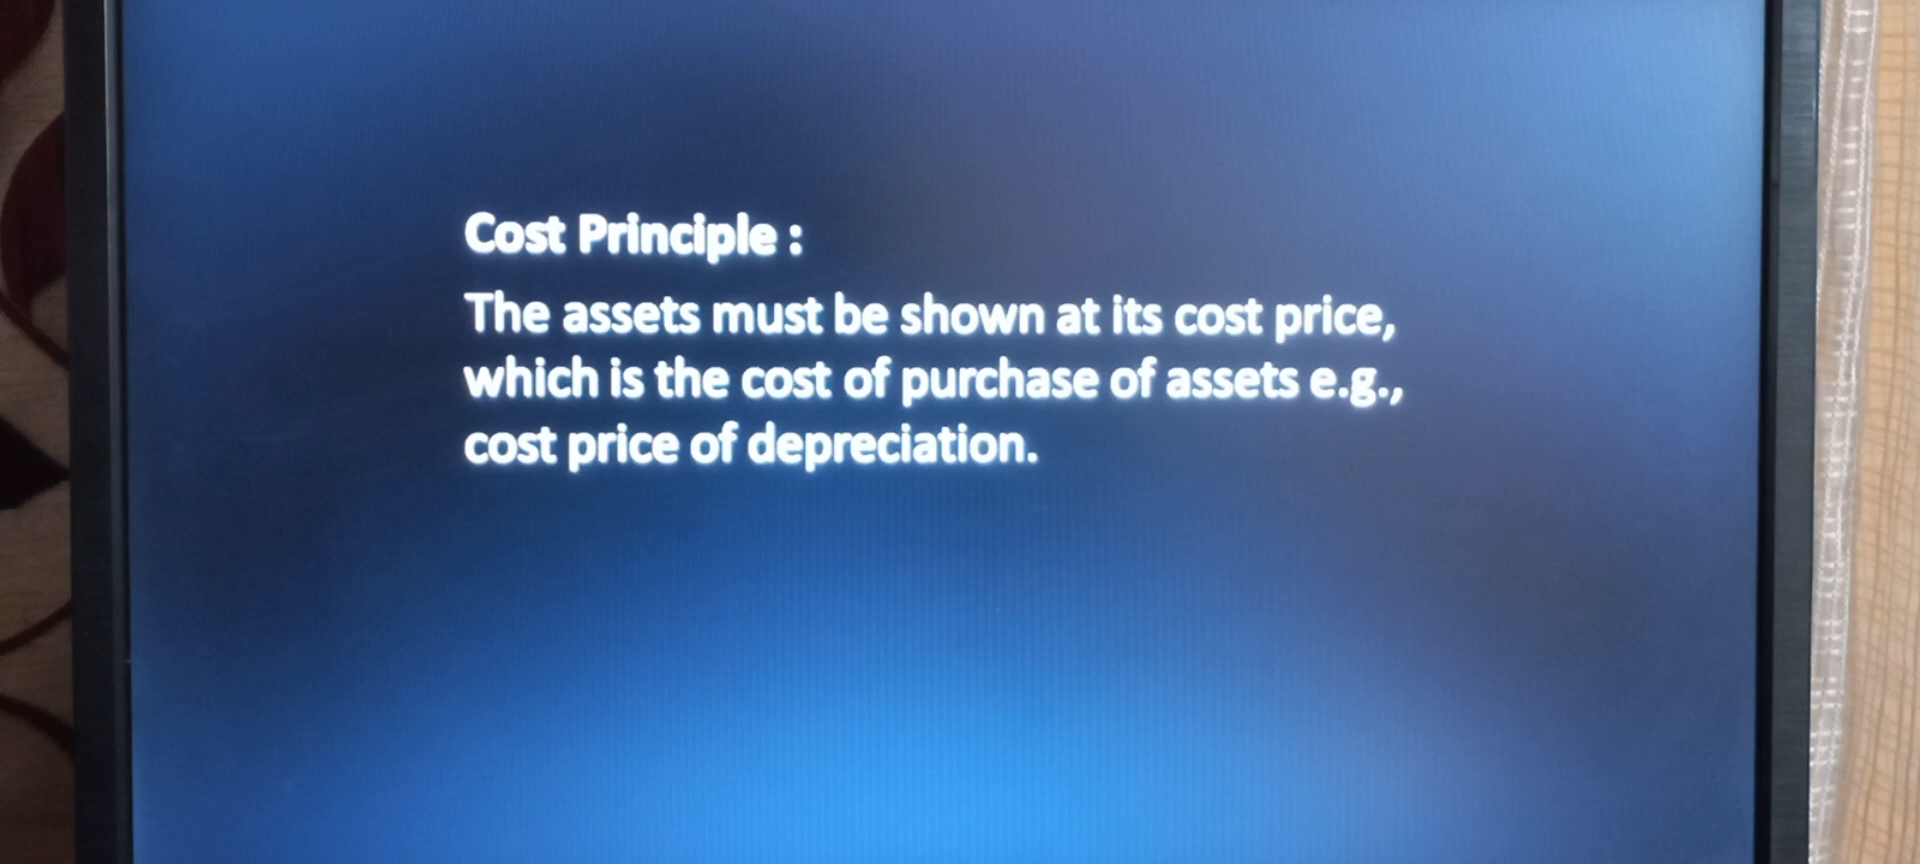 Cost Principle :
The assets must be shown at its cost price,
which is the cost of purchase of assets e.g.,
cost price of depreciation.